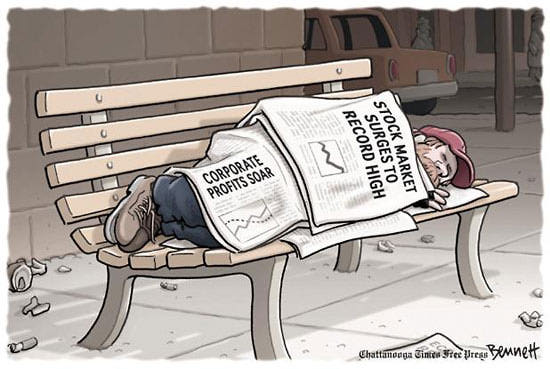 STOCK MARKET
SURGES TO
RECORD HIGH
CORPORATE
PROFITS SOAR
Chattanooga Times Free Press BENNETT